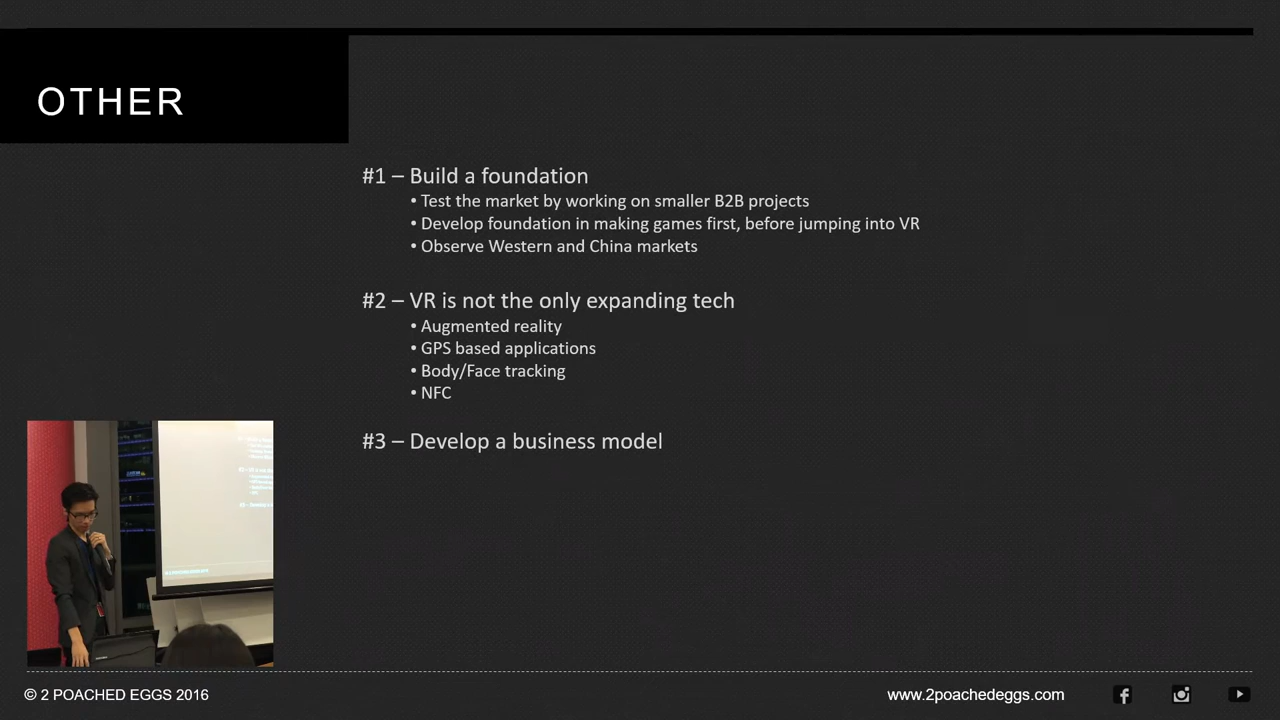 OTHER
#1 – Build a foundation
• Test the market by working on smaller B2B projects
• Develop foundation in making games first, before jumping into VR
• Observe Western and China markets
#2 – VR is not the only expanding tech
• Augmented reality
• GPS based applications
• Body/Face tracking
• NFC
#3 – Develop a business model
© 2 POACHED EGGS 2016
www.2poachedeggs.com